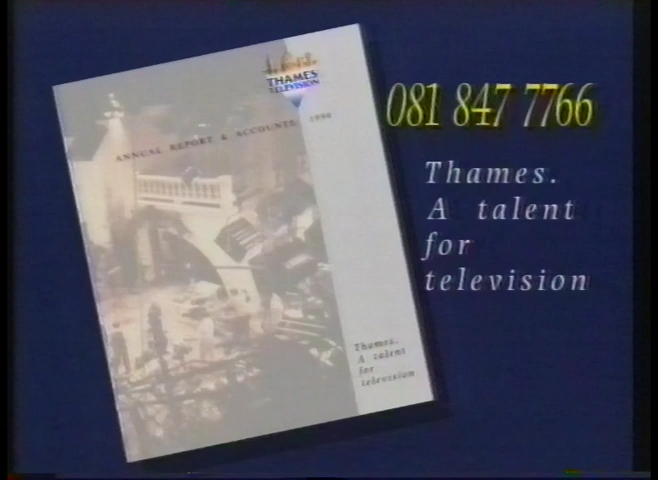 THAMES
TELEVISION
ANNUAL REPORT & ACCOUNTS 1990
081 847 7766
Thames.
A talent
for
television
Thames.
A talent
for
television